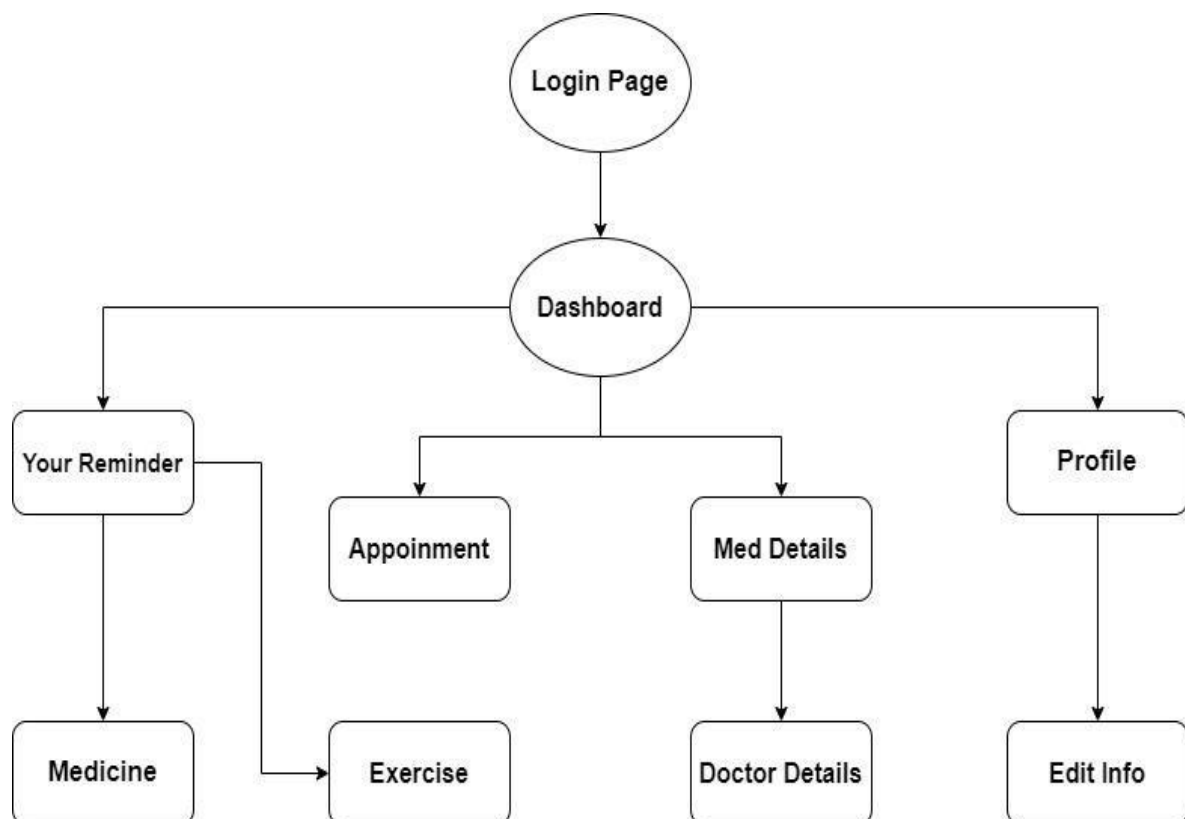 Login Page
Dashboard
Your Reminder
Profile
Appoinment
Med Details
Medicine
Exercise
Doctor Details
Edit Info